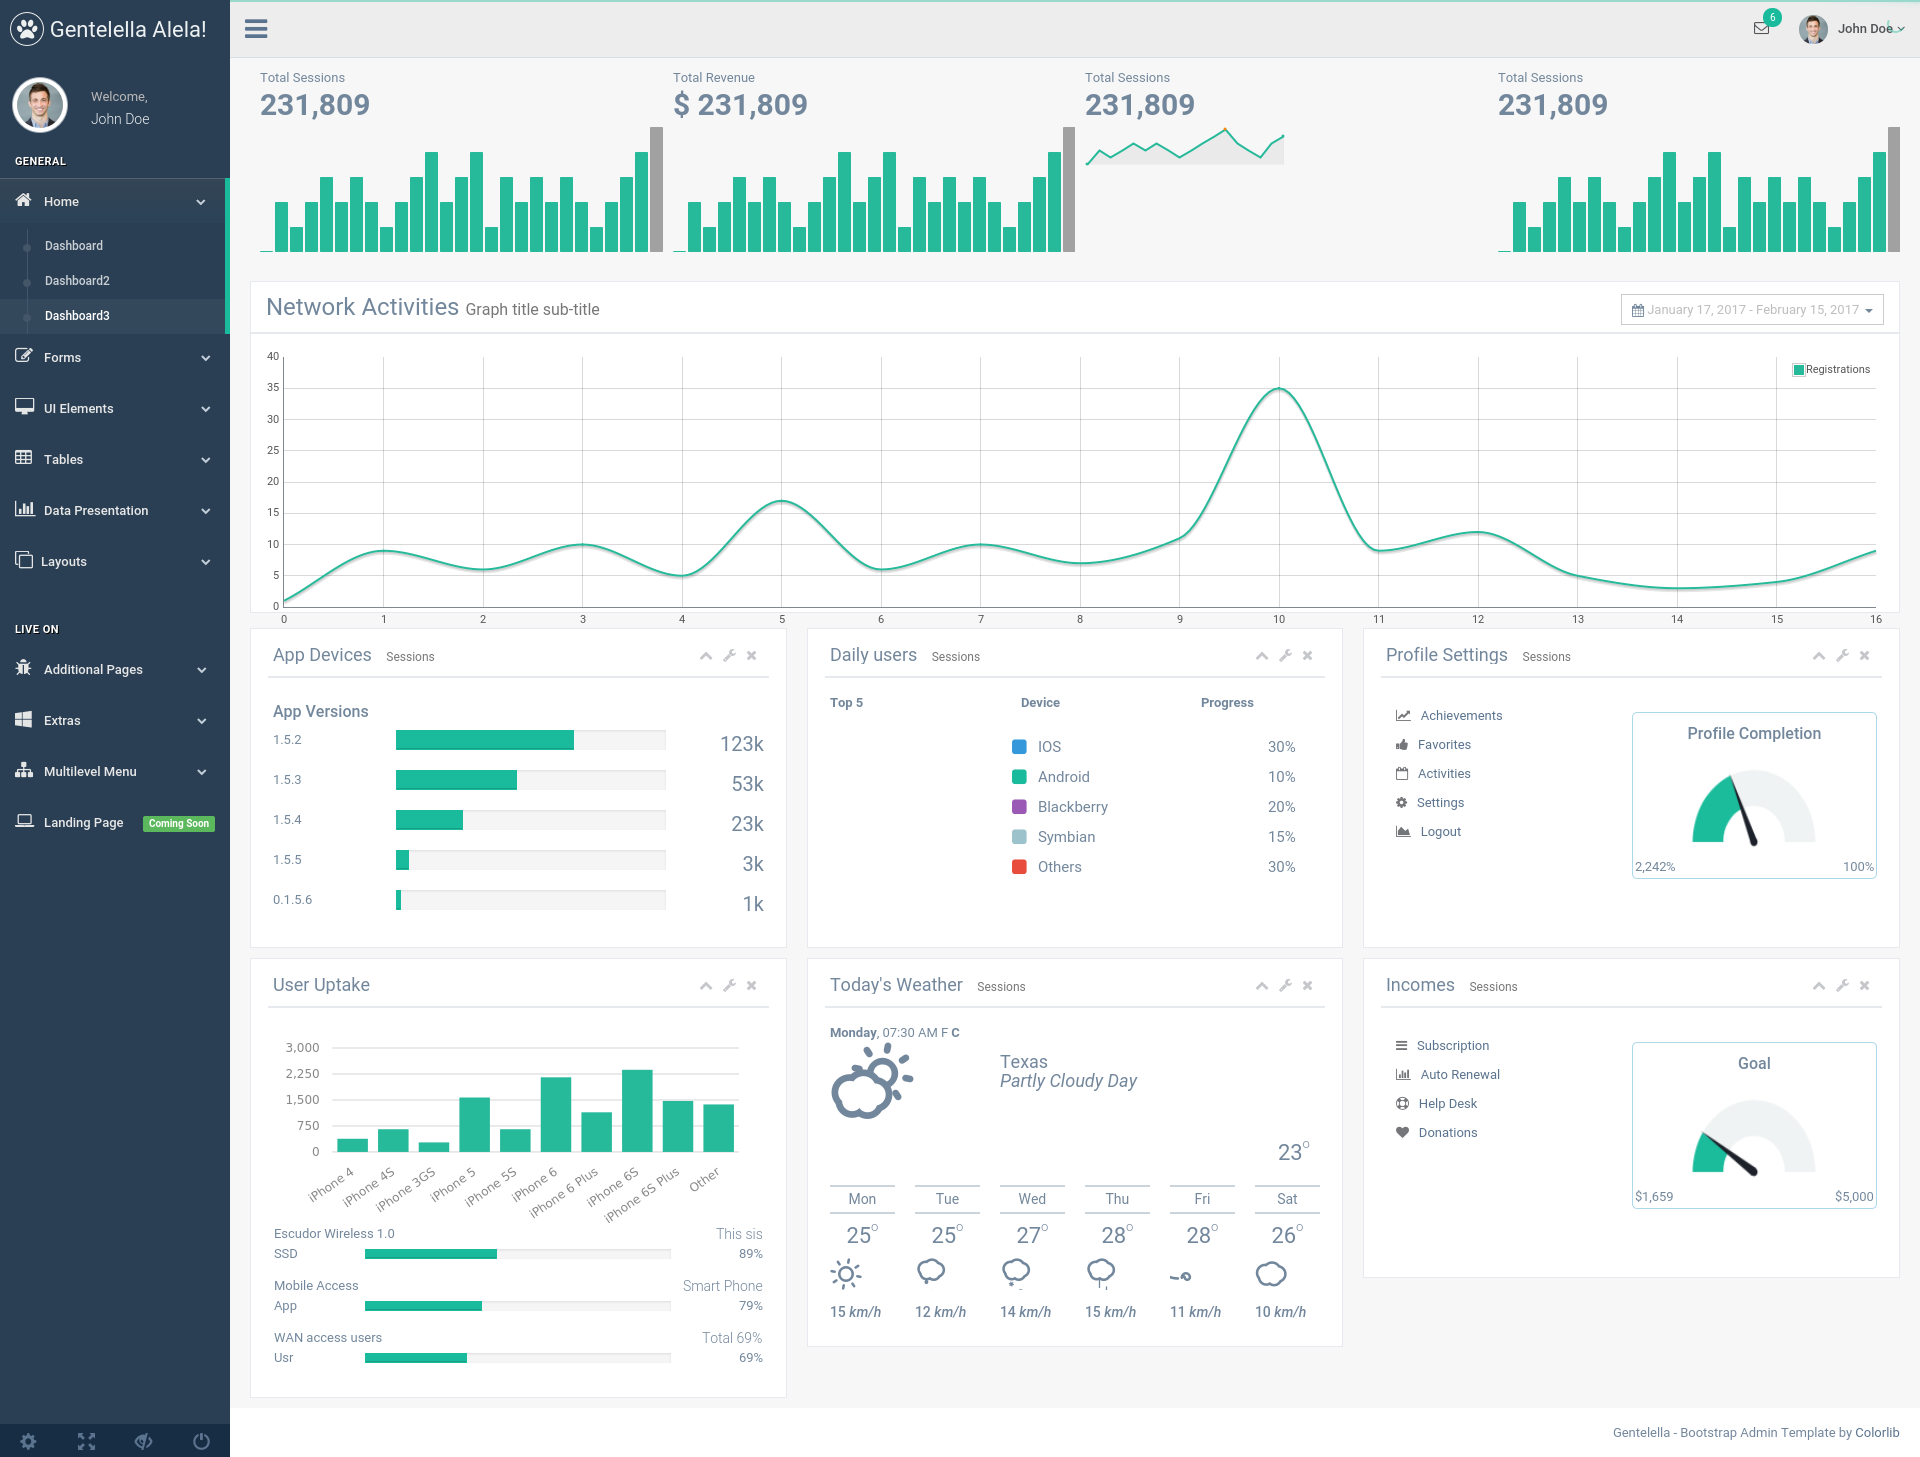 Gentelella Alela!
Welcome,
John Doe
GENERAL
Home
Dashboard
Dashboard2
Dashboard3
Forms
UI Elements
Tables
Data Presentation
Layouts
LIVE ON
Additional Pages
Extras
Multilevel Menu
Landing Page Coming Soon
6
John Doe
Total Sessions
231,809
Total Revenue
$ 231,809
Total Sessions
231,809
Total Sessions
231,809
Network Activities Graph title sub-title
January 17, 2017 - February 15, 2017
Registrations
40
35
30
25
20
15
10
5
0
0 1 2 3 4 5 6 7 8 9 10 11 12 13 14 15 16
App Devices Sessions
App Versions
1.5.2 123k
1.5.3 53k
1.5.4 23k
1.5.5 3k
0.1.5.6 1k
Daily users Sessions
Top 5 Device Progress
IOS 30%
Android 10%
Blackberry 20%
Symbian 15%
Others 30%
Profile Settings Sessions
Achievements
Favorites
Activities
Settings
Logout
Profile Completion
2,242% 100%
User Uptake
3,000
2,250
1,500
750
0
iPhone 4 iPhone 4S iPhone 3GS iPhone 5 iPhone 5S iPhone 6 iPhone 6 Plus iPhone 6S iPhone 6S Plus Other
Escudor Wireless 1.0 This sis
SSD 89%
Mobile Access Smart Phone
App 79%
WAN access users Total 69%
Usr 69%
Today's Weather Sessions
Monday, 07:30 AM F C
Texas
Partly Cloudy Day
23°
Mon Tue Wed Thu Fri Sat
25° 25° 27° 28° 28° 26°
15 km/h 12 km/h 14 km/h 15 km/h 11 km/h 10 km/h
Incomes Sessions
Subscription
Auto Renewal
Help Desk
Donations
Goal
$1,659 $5,000
Gentelella - Bootstrap Admin Template by Colorlib